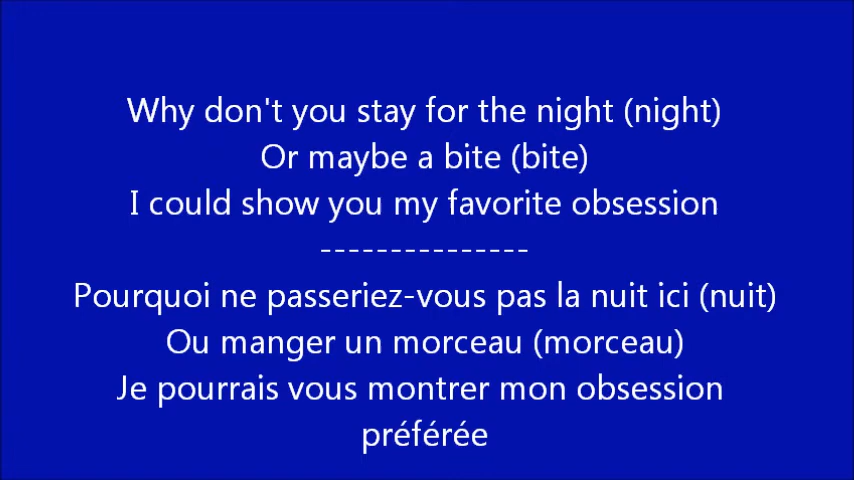 Why don't you stay for the night (night)
Or maybe a bite (bite)
I could show you my favorite obsession
---------------
Pourquoi ne passeriez-vous pas la nuit ici (nuit)
Ou manger un morceau (morceau)
Je pourrais vous montrer mon obsession
préférée